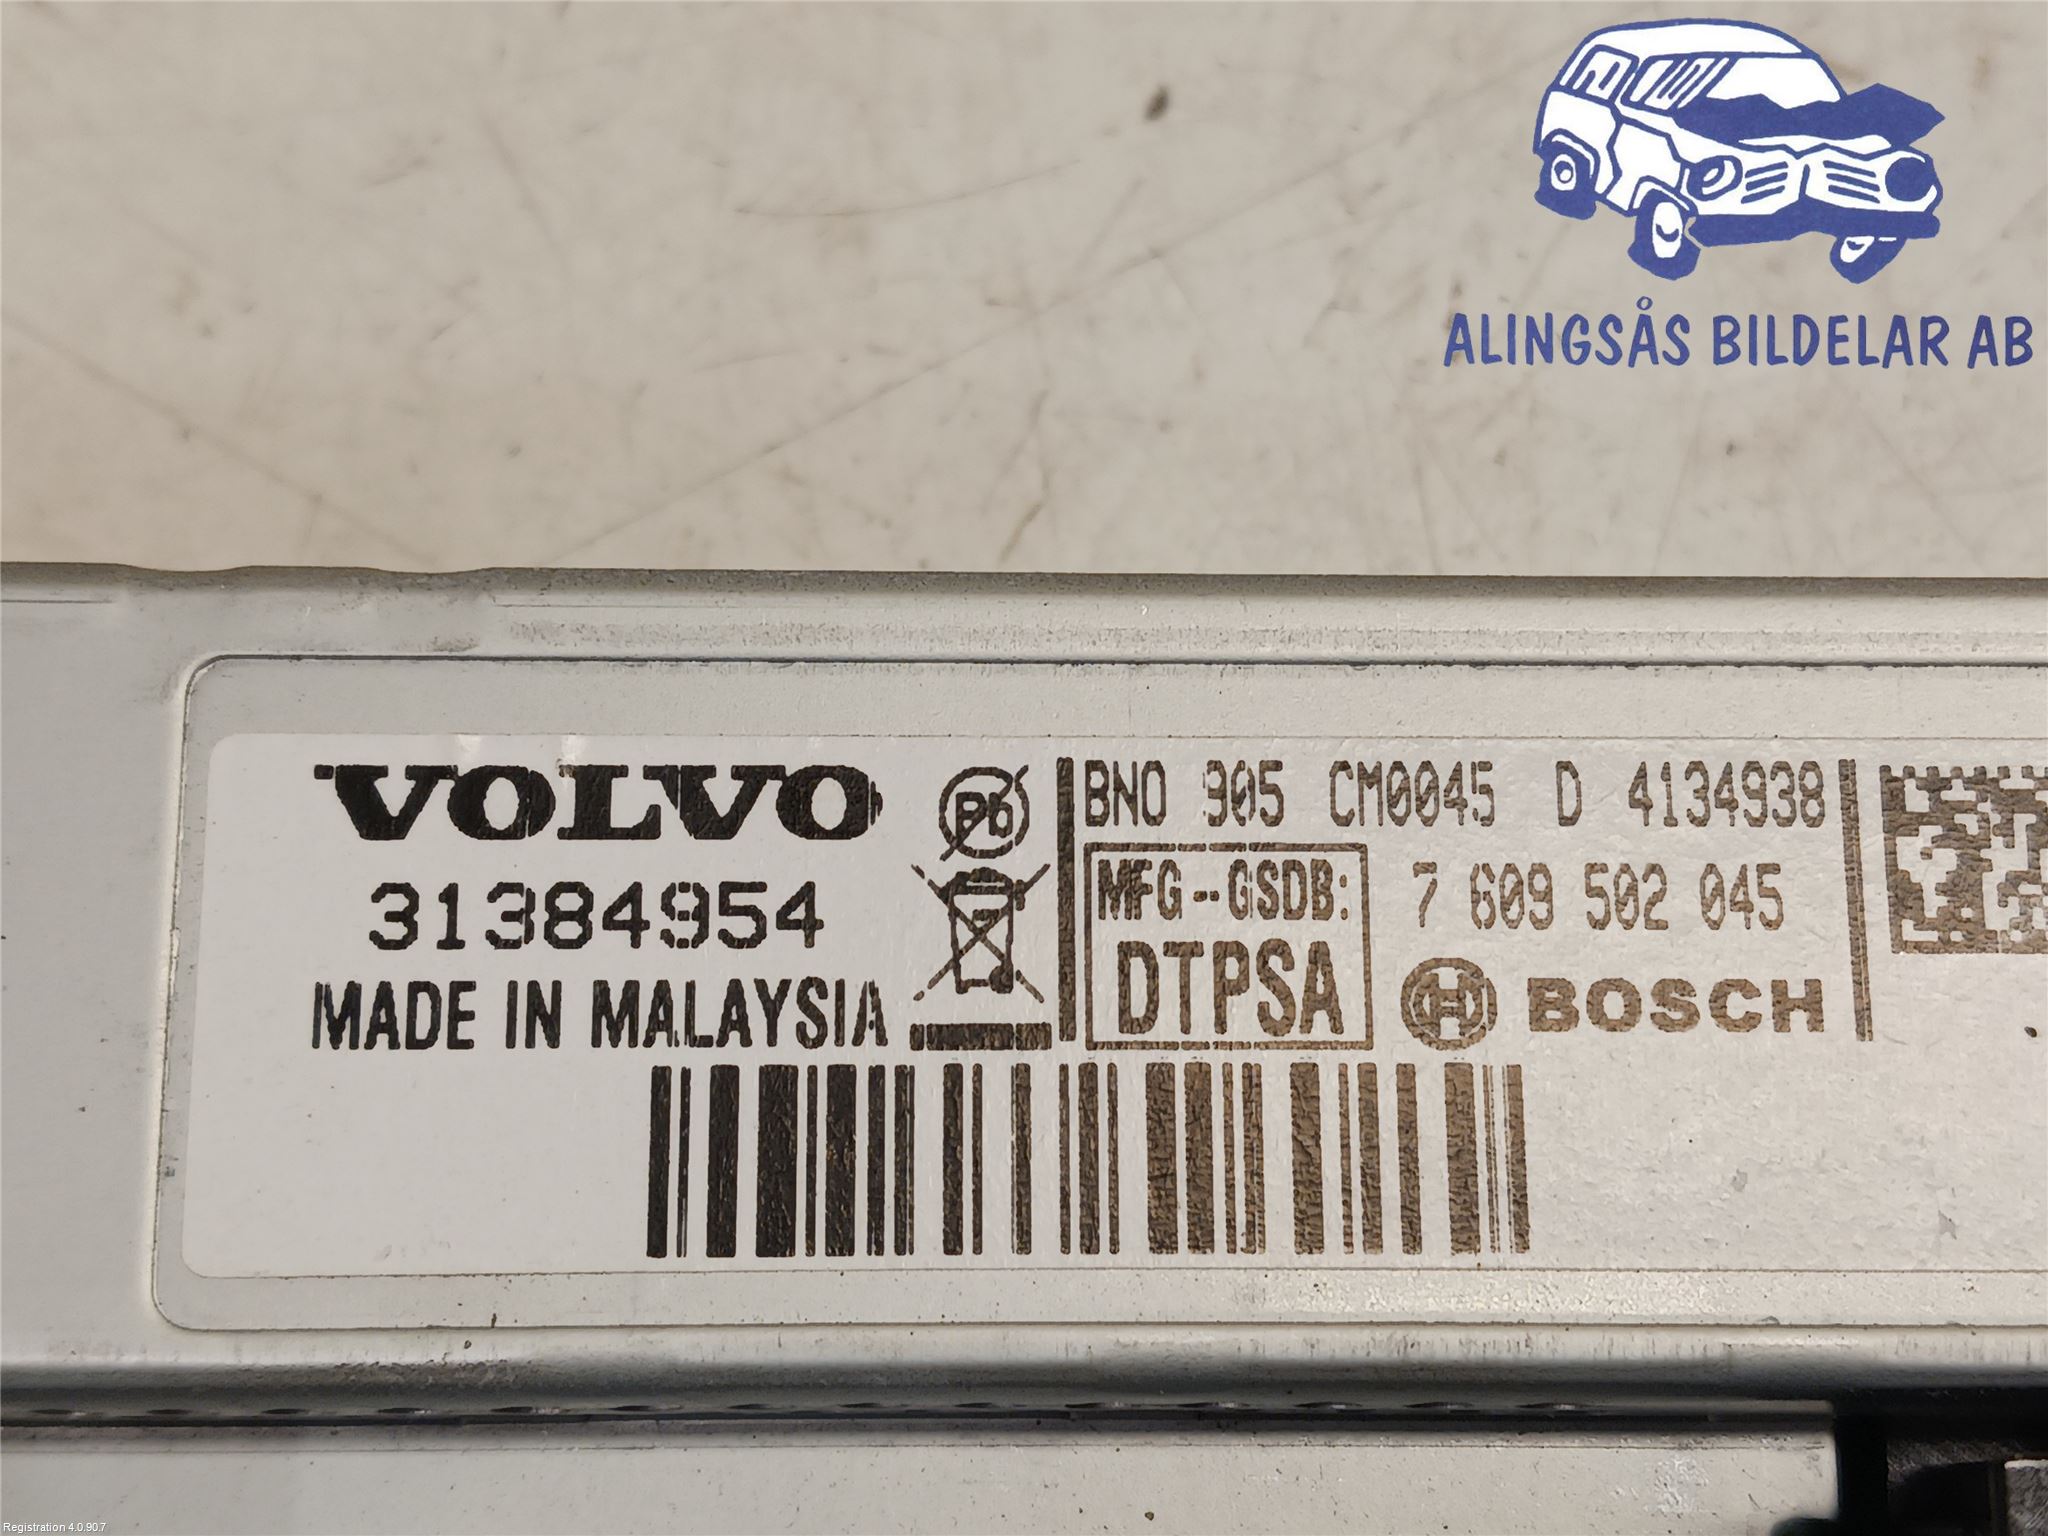 ALINGSÅS BILDELAR AB
VOLVO
31384954
MADE IN MALAYSIA
Pb
BNO 905 CM0045 D 4134938
MFG--GSDB:
DTPSA
7 609 502 045
BOSCH
Registration 4.0.90.7